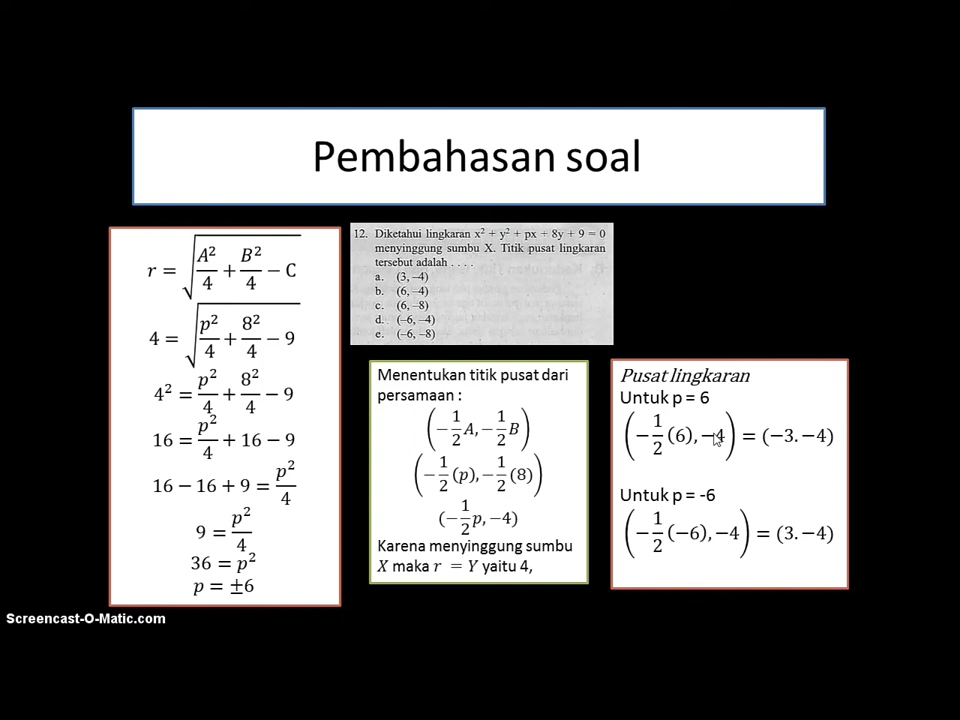 Pembahasan soal
r = √(A²/4 + B²/4 − C)
4 = √(p²/4 + 8²/4 − 9)
4² = p²/4 + 8²/4 − 9
16 = p²/4 + 16 − 9
16 − 16 + 9 = p²/4
9 = p²/4
36 = p²
p = ±6
12. Diketahui lingkaran x² + y² + px + 8y + 9 = 0
menyinggung sumbu X. Titik pusat lingkaran
tersebut adalah . . . .
a. (3, –4)
b. (6, –4)
c. (6, –8)
d. (–6, –4)
e. (–6, –8)
Menentukan titik pusat dari
persamaan :
(−1/2 A, −1/2 B)
(−1/2 (p), −1/2 (8))
(−1/2 p, −4)
Karena menyinggung sumbu
X maka r = Y yaitu 4,
Pusat lingkaran
Untuk p = 6
(−1/2 (6), −4) = (−3. −4)
Untuk p = -6
(−1/2 (−6), −4) = (3. −4)
Screencast-O-Matic.com